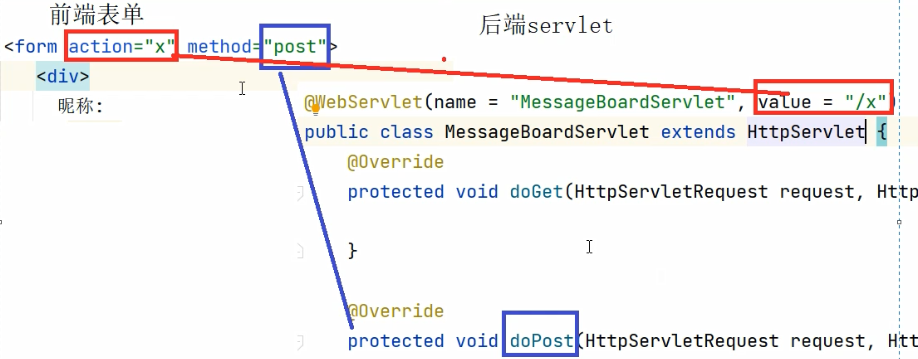 前端表单
<form action="x" method="post">
<div>
昵称:
后端servlet
@WebServlet(name = "MessageBoardServlet", value = "/x")
public class MessageBoardServlet extends HttpServlet {
@Override
protected void doGet(HttpServletRequest request, Htt
}
@Override
protected void doPost(HttpServletRequest request, Ht